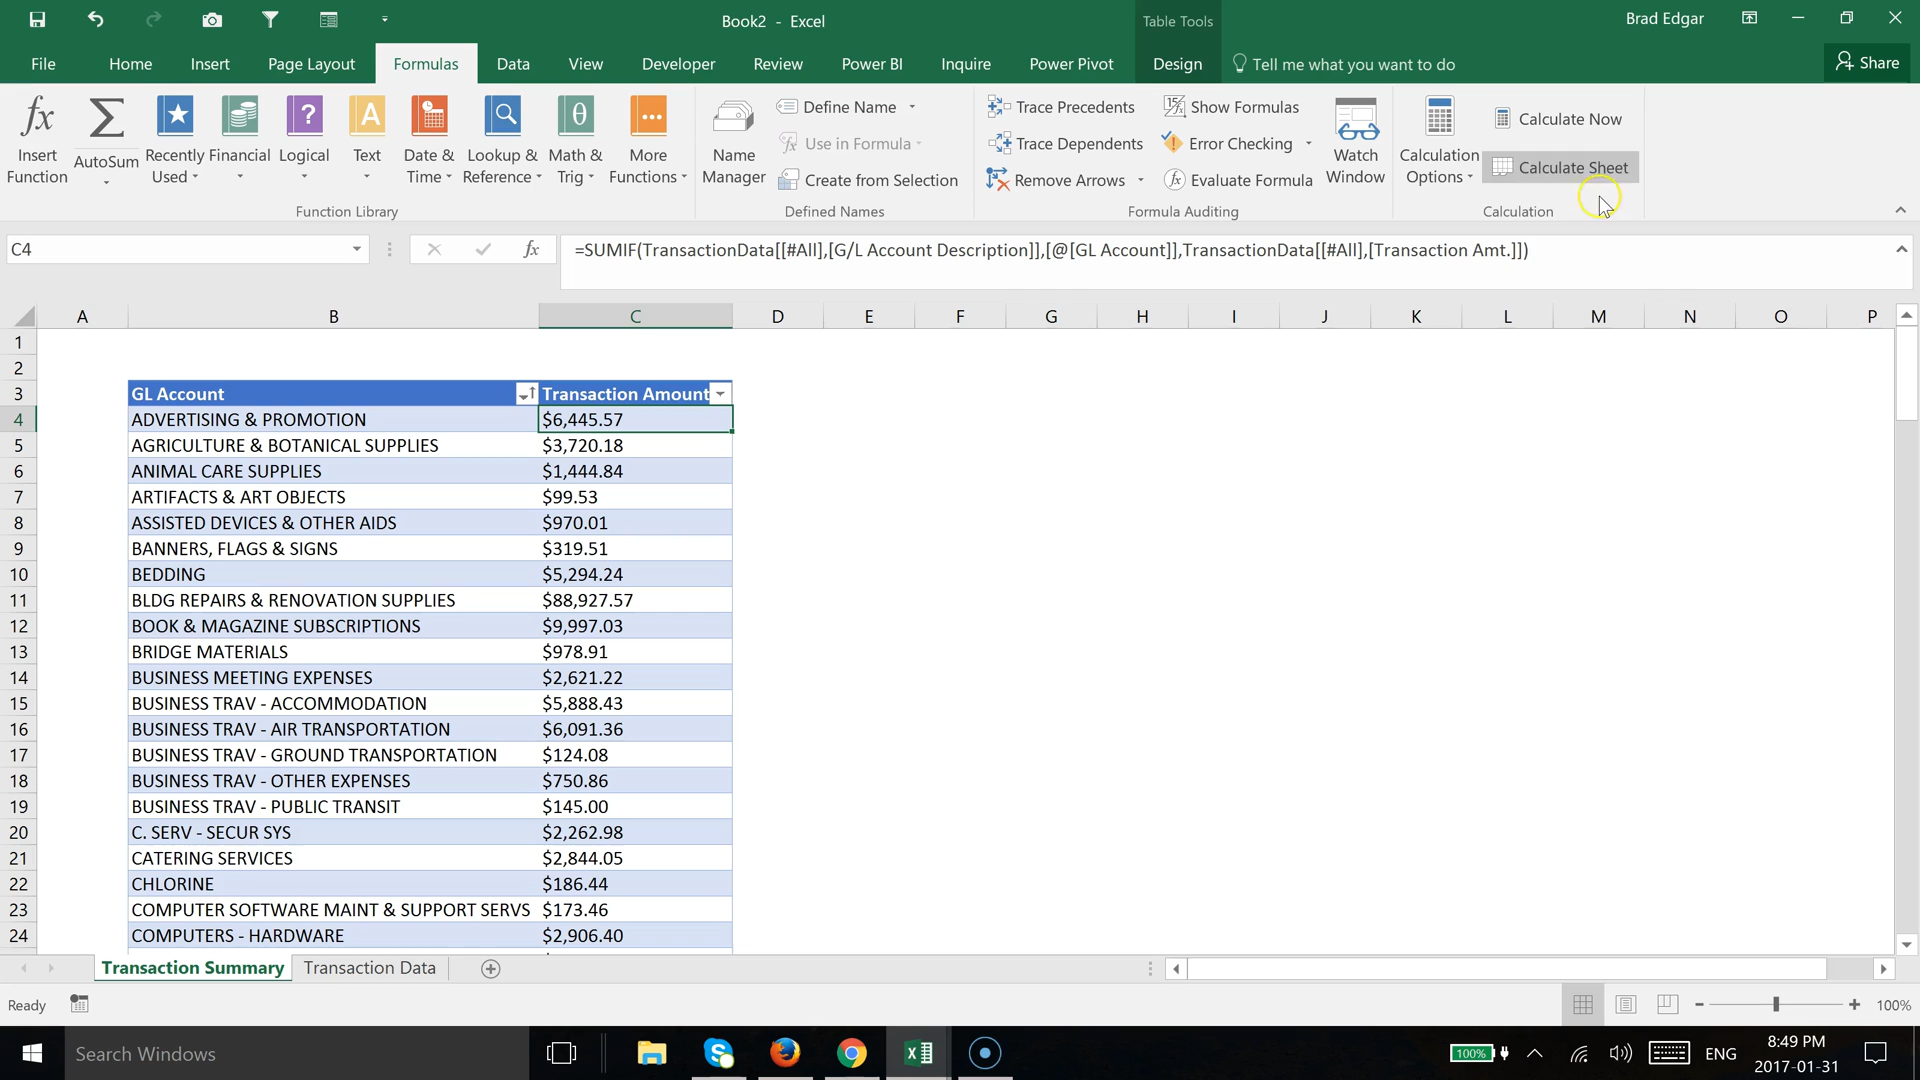 Book2 - Excel
Table Tools
Brad Edgar
File Home Insert Page Layout Formulas Data View Developer Review Power BI Inquire Power Pivot Design Tell me what you want to do Share
fx Insert Function
AutoSum
Recently Used
Financial
Logical
Text
Date & Time
Lookup & Reference
Math & Trig
More Functions
Function Library
Name Manager
Define Name
Use in Formula
Create from Selection
Defined Names
Trace Precedents
Trace Dependents
Remove Arrows
Show Formulas
Error Checking
Evaluate Formula
Watch Window
Formula Auditing
Calculation Options
Calculate Now
Calculate Sheet
Calculation
C4 fx =SUMIF(TransactionData[[#All],[G/L Account Description]],[@[GL Account]],TransactionData[[#All],[Transaction Amt.]])
A B C D E F G H I J K L M N O P
1
2
3 GL Account Transaction Amount
4 ADVERTISING & PROMOTION $6,445.57
5 AGRICULTURE & BOTANICAL SUPPLIES $3,720.18
6 ANIMAL CARE SUPPLIES $1,444.84
7 ARTIFACTS & ART OBJECTS $99.53
8 ASSISTED DEVICES & OTHER AIDS $970.01
9 BANNERS, FLAGS & SIGNS $319.51
10 BEDDING $5,294.24
11 BLDG REPAIRS & RENOVATION SUPPLIES $88,927.57
12 BOOK & MAGAZINE SUBSCRIPTIONS $9,997.03
13 BRIDGE MATERIALS $978.91
14 BUSINESS MEETING EXPENSES $2,621.22
15 BUSINESS TRAV - ACCOMMODATION $5,888.43
16 BUSINESS TRAV - AIR TRANSPORTATION $6,091.36
17 BUSINESS TRAV - GROUND TRANSPORTATION $124.08
18 BUSINESS TRAV - OTHER EXPENSES $750.86
19 BUSINESS TRAV - PUBLIC TRANSIT $145.00
20 C. SERV - SECUR SYS $2,262.98
21 CATERING SERVICES $2,844.05
22 CHLORINE $186.44
23 COMPUTER SOFTWARE MAINT & SUPPORT SERVS $173.46
24 COMPUTERS - HARDWARE $2,906.40
Transaction Summary Transaction Data
Ready 100%
Search Windows 100% ENG 8:49 PM
2017-01-31